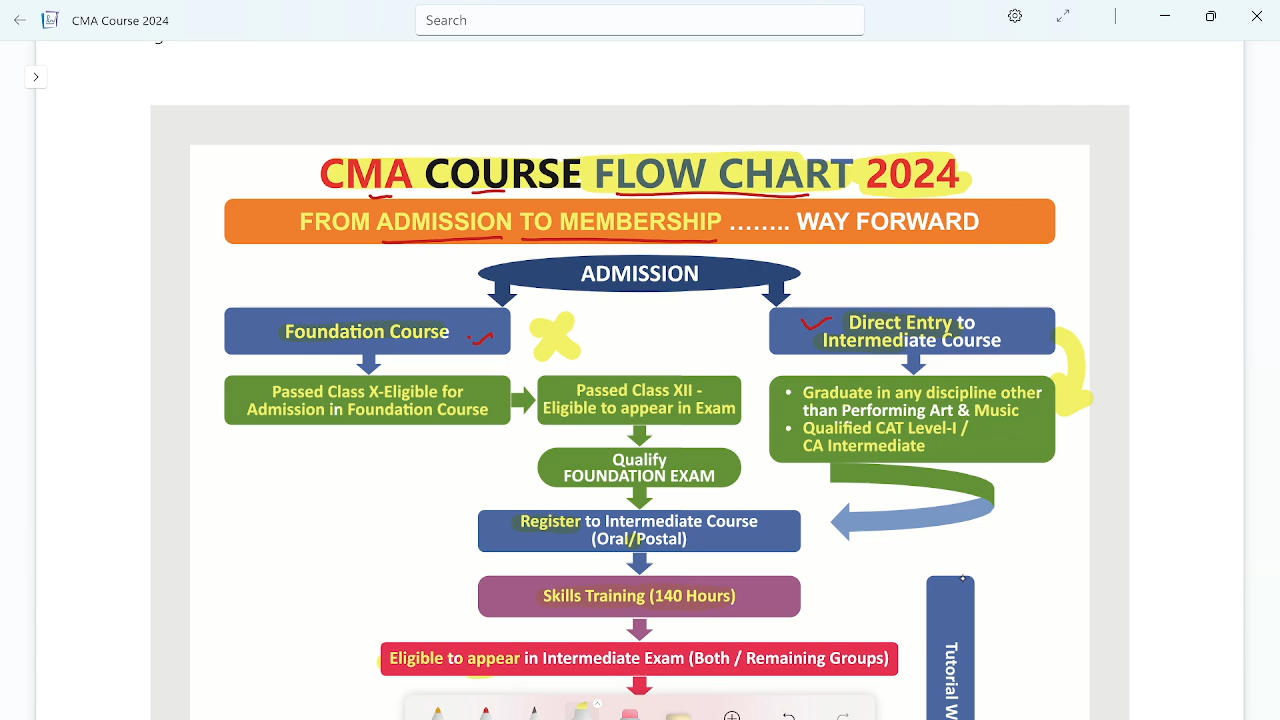 CMA Course 2024
Search
CMA COURSE FLOW CHART 2024
FROM ADMISSION TO MEMBERSHIP …….. WAY FORWARD
ADMISSION
Foundation Course
Direct Entry to
Intermediate Course
Passed Class X-Eligible for
Admission in Foundation Course
Passed Class XII -
Eligible to appear in Exam
• Graduate in any discipline other
than Performing Art & Music
• Qualified CAT Level-I /
CA Intermediate
Qualify
FOUNDATION EXAM
Register to Intermediate Course
(Oral/Postal)
Skills Training (140 Hours)
Eligible to appear in Intermediate Exam (Both / Remaining Groups)
Tutorial W